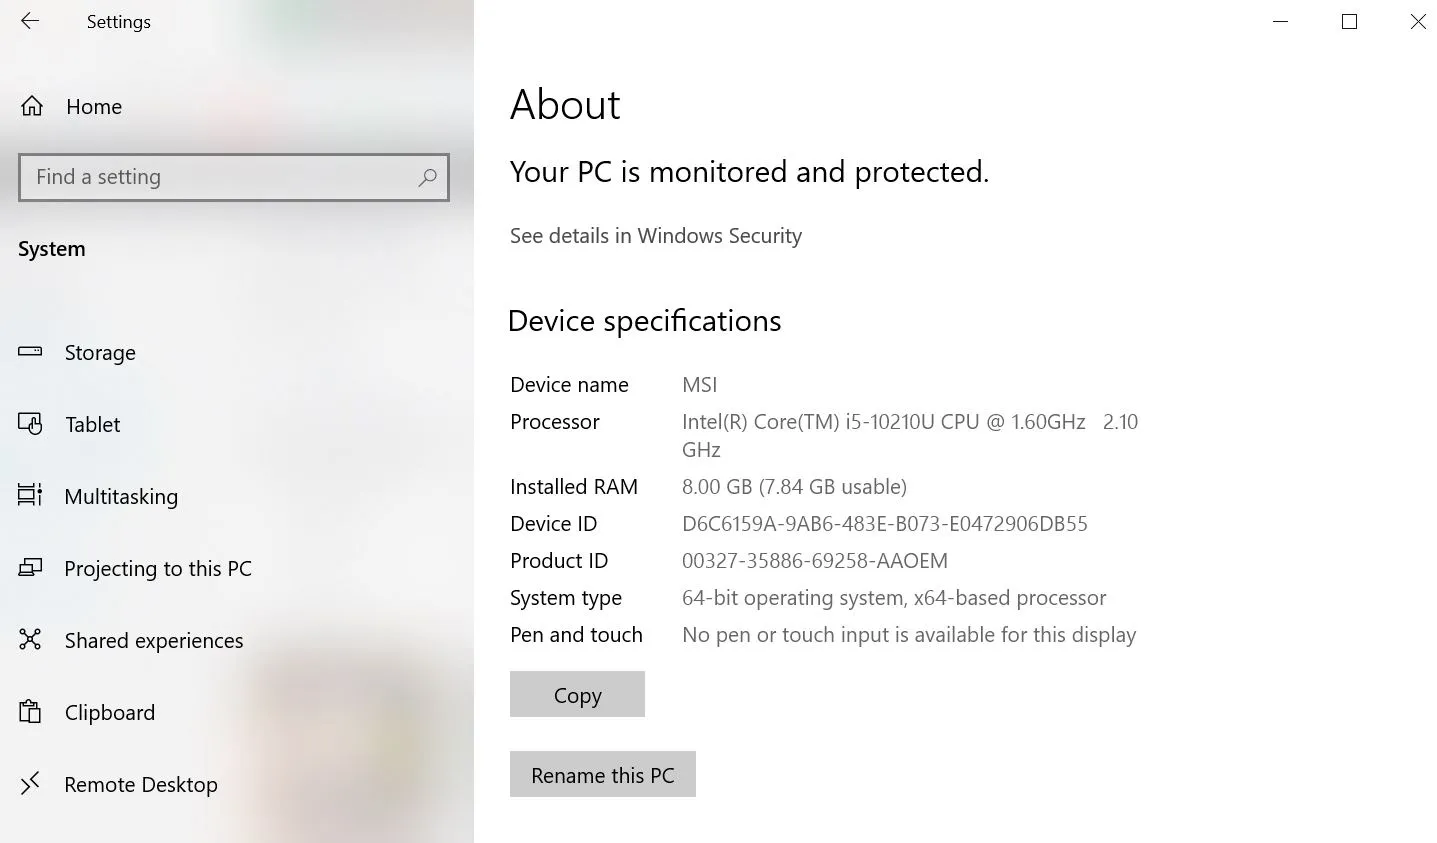 Settings
Home
Find a setting
System
Storage
Tablet
Multitasking
Projecting to this PC
Shared experiences
Clipboard
Remote Desktop
About
Your PC is monitored and protected.
See details in Windows Security
Device specifications
Device name MSI
Processor Intel(R) Core(TM) i5-10210U CPU @ 1.60GHz 2.10
GHz
Installed RAM 8.00 GB (7.84 GB usable)
Device ID D6C6159A-9AB6-483E-B073-E0472906DB55
Product ID 00327-35886-69258-AAOEM
System type 64-bit operating system, x64-based processor
Pen and touch No pen or touch input is available for this display
Copy
Rename this PC